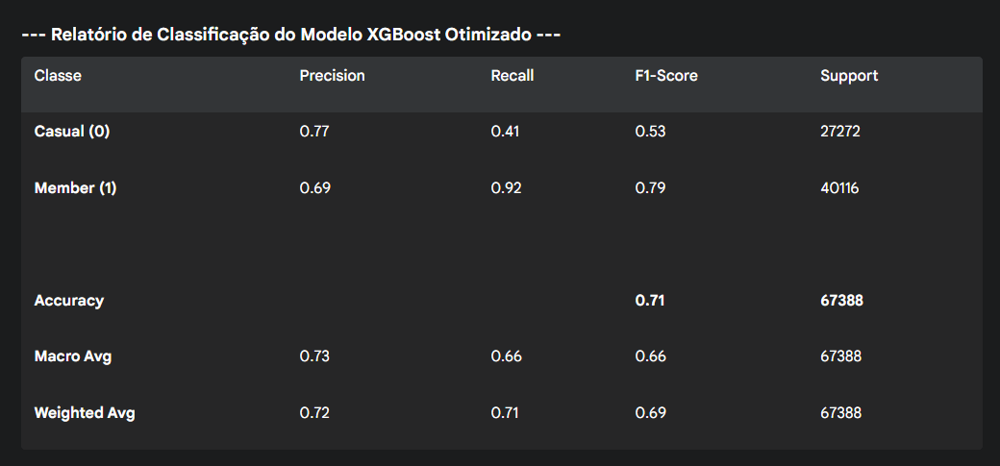 --- Relatório de Classificação do Modelo XGBoost Otimizado ---
Classe Precision Recall F1-Score Support
Casual (0) 0.77 0.41 0.53 27272
Member (1) 0.69 0.92 0.79 40116
Accuracy 0.71 67388
Macro Avg 0.73 0.66 0.66 67388
Weighted Avg 0.72 0.71 0.69 67388